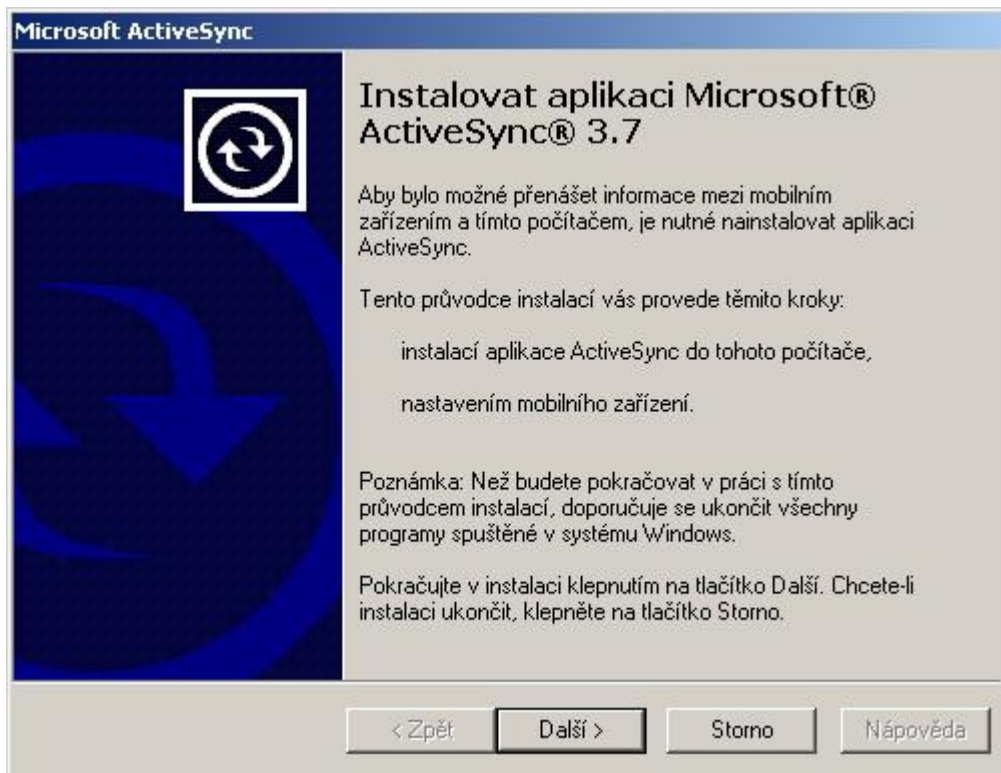 Microsoft ActiveSync
Instalovat aplikaci Microsoft®
ActiveSync® 3.7
Aby bylo možné přenášet informace mezi mobilním
zařízením a tímto počítačem, je nutné nainstalovat aplikaci
ActiveSync.
Tento průvodce instalací vás provede těmito kroky:
instalací aplikace ActiveSync do tohoto počítače,
nastavením mobilního zařízení.
Poznámka: Než budete pokračovat v práci s tímto
průvodcem instalací, doporučuje se ukončit všechny
programy spuštěné v systému Windows.
Pokračujte v instalaci klepnutím na tlačítko Další. Chcete-li
instalaci ukončit, klepněte na tlačítko Storno.
< Zpět Další > Storno Nápověda